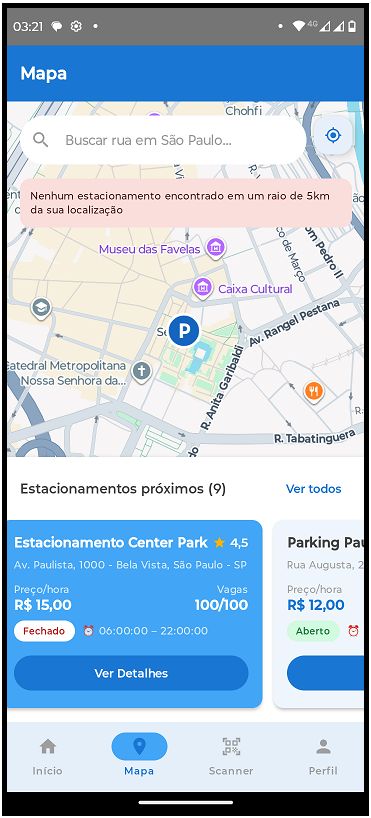 03:21
4G
Mapa
Chohfi
Buscar rua em São Paulo...
Nenhum estacionamento encontrado em um raio de 5km
da sua localização
Museu das Favelas
Caixa Cultural
de Março
om Pedro II
Av. Rangel Pestana
Se
P
Catedral Metropolitana
Nossa Senhora da...
R. Anita Garibaldi
R. Tabatinguera
Estacionamentos próximos (9)
Ver todos
Estacionamento Center Park
4,5
Av. Paulista, 1000 - Bela Vista, São Paulo - SP
Preço/hora
Vagas
R$ 15,00
100/100
Fechado
06:00:00 – 22:00:00
Ver Detalhes
Parking Pau
Rua Augusta, 2
Preço/hora
R$ 12,00
Aberto
Início
Mapa
Scanner
Perfil